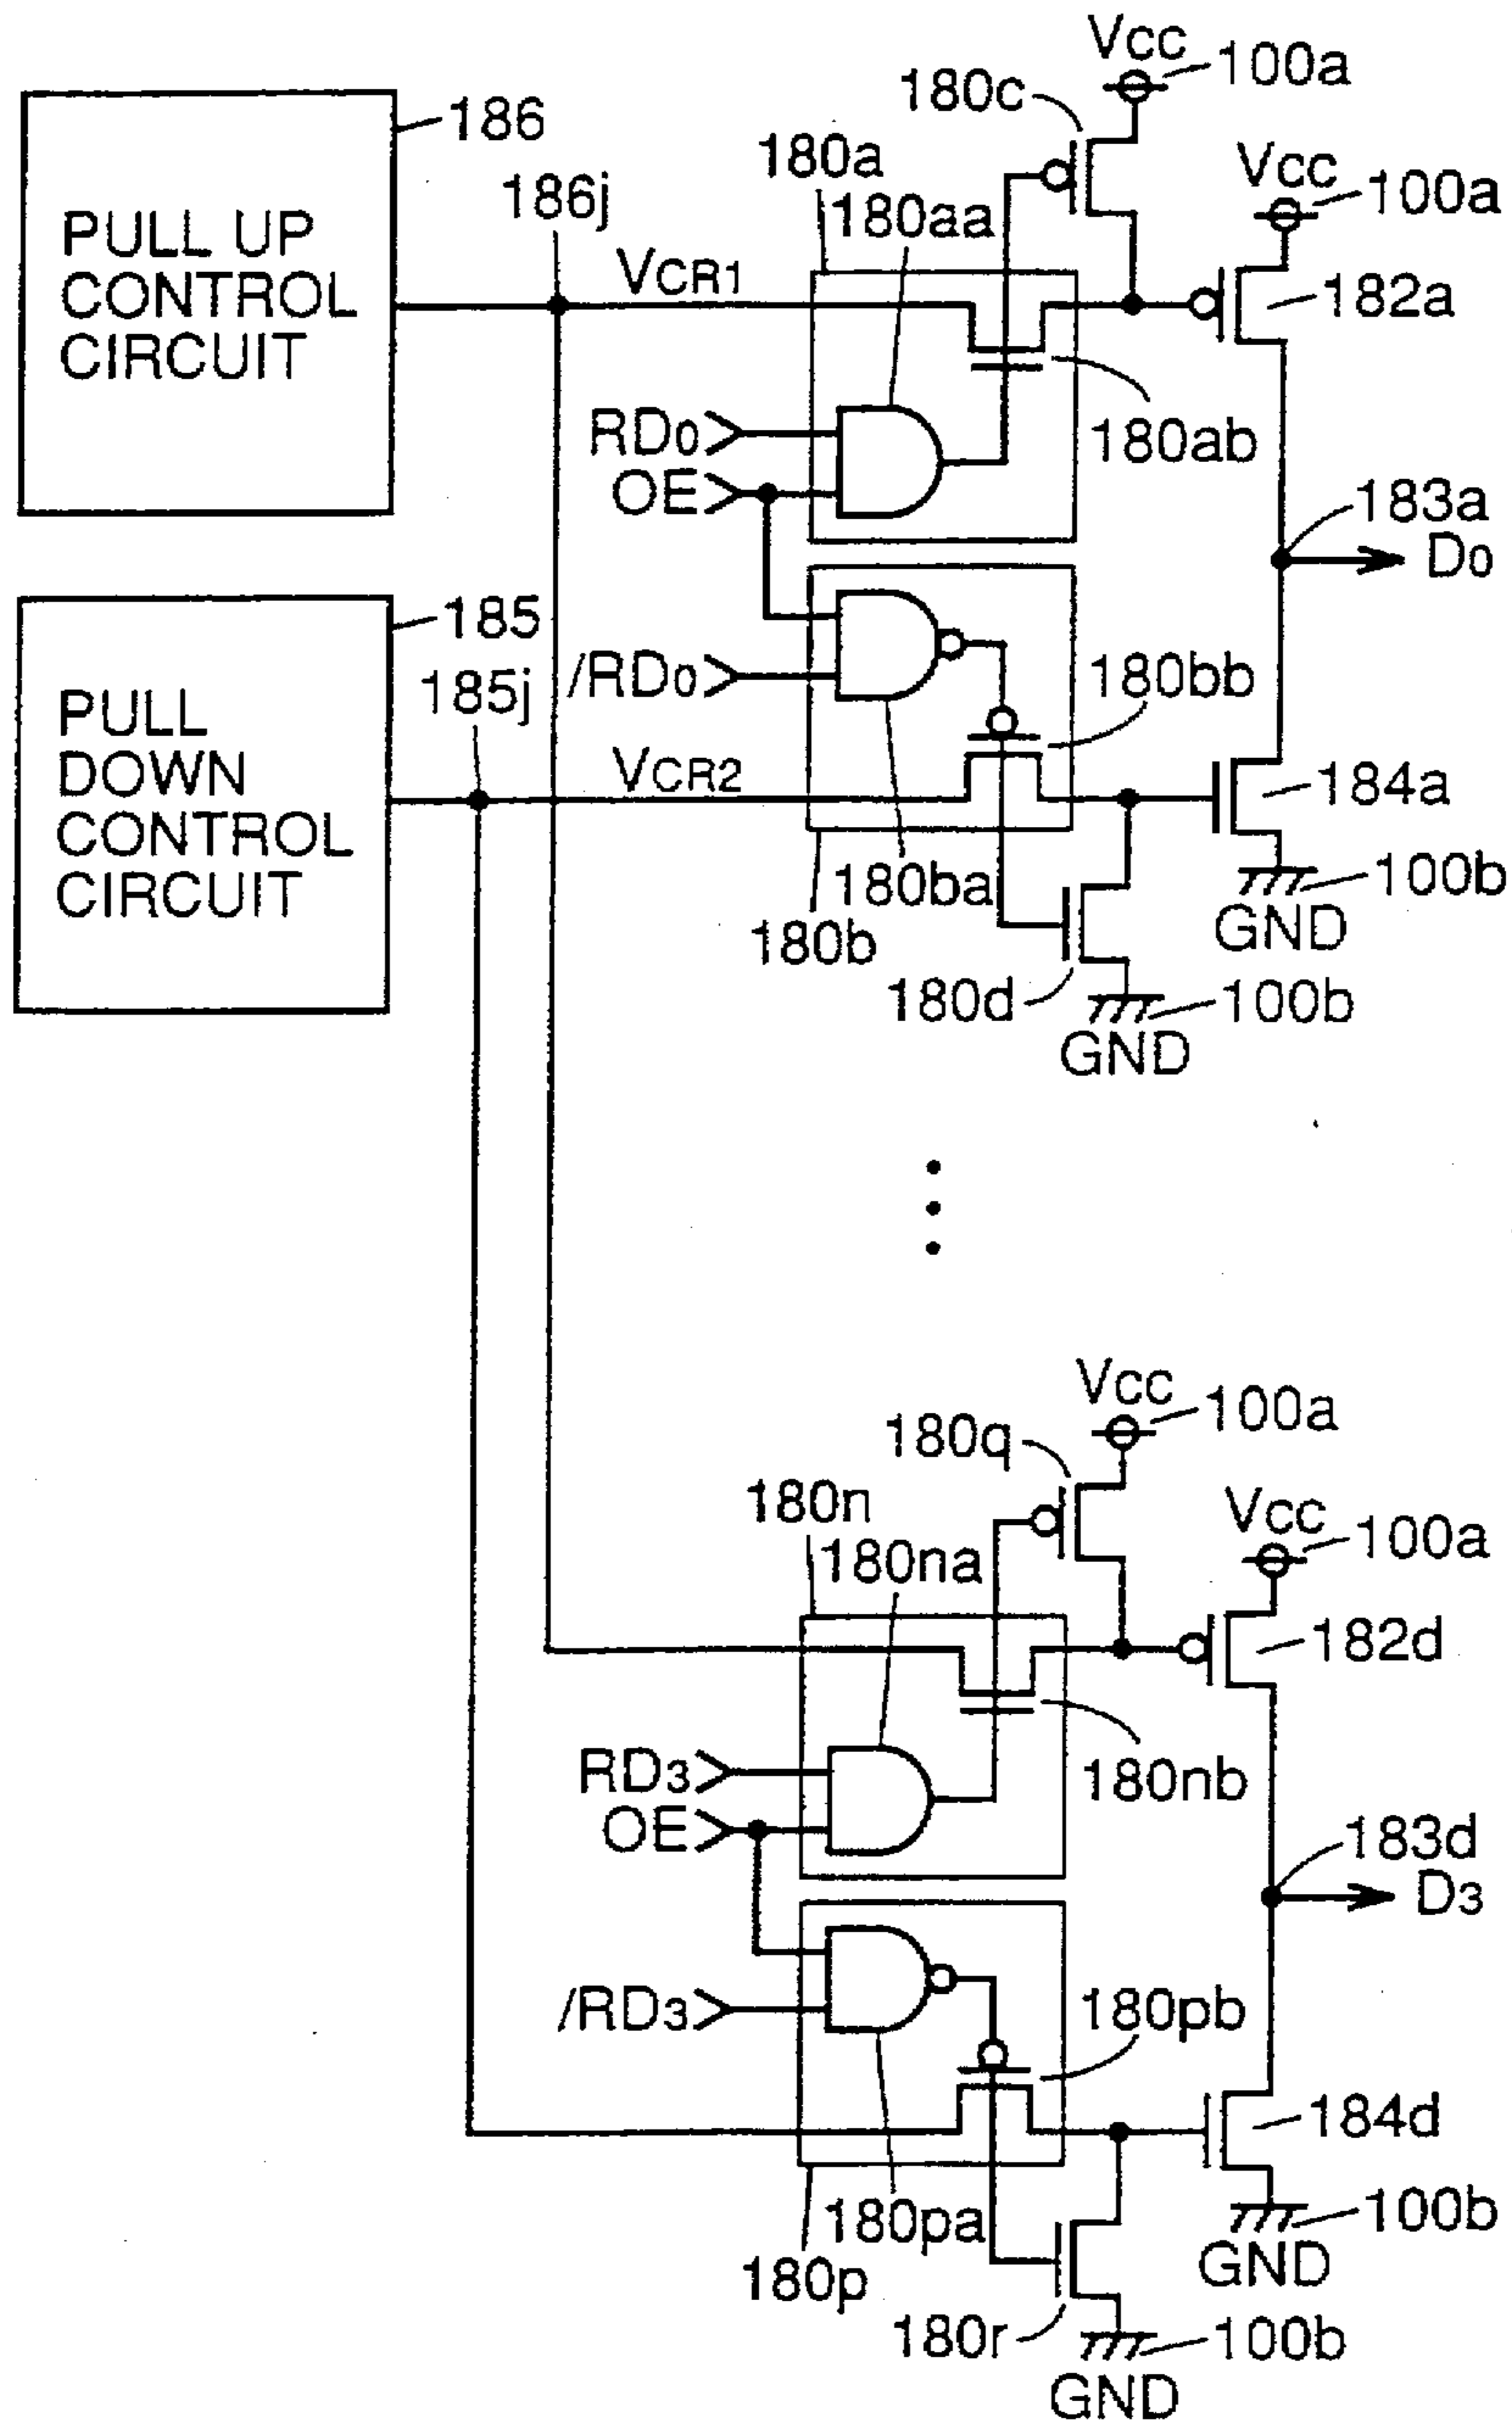 Vcc
100a
180c
186
180a
Vcc
100a
186j
180aa
PULL UP
CONTROL
CIRCUIT
VCR1
182a
RD0
180ab
OE
183a
D0
185
/RD0
180bb
185j
PULL
DOWN
CONTROL
CIRCUIT
VCR2
184a
180ba
100b
180b
GND
180d
100b
GND
Vcc
100a
180q
180n
Vcc
100a
180na
182d
RD3
180nb
OE
183d
D3
/RD3
180pb
184d
180pa
100b
180p
GND
180r
100b
GND